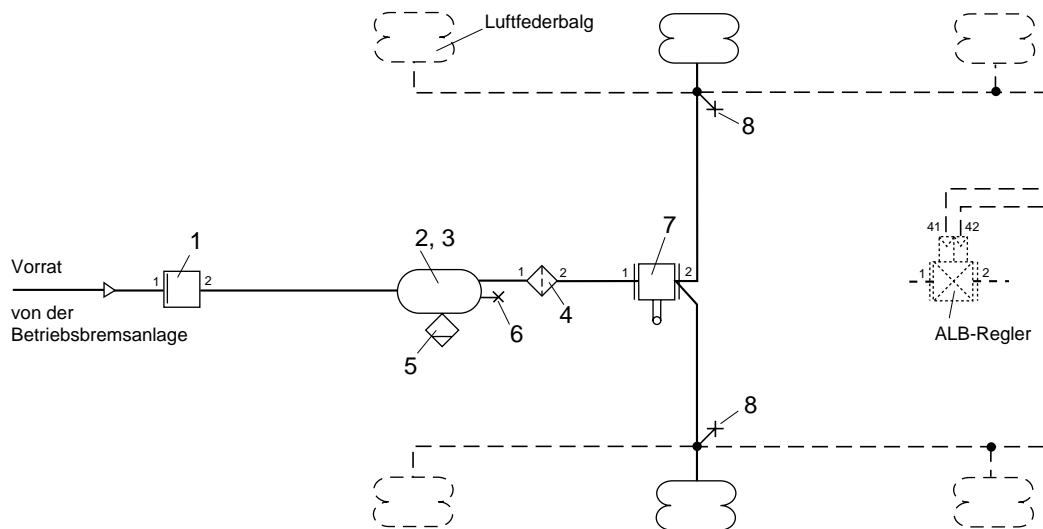 Luftfederbalg
8
41 42
7
1
2, 3
Vorrat
1 2
1 2
1 2
1 2
4
6
von der
Betriebsbremsanlage
5
ALB-Regler
8